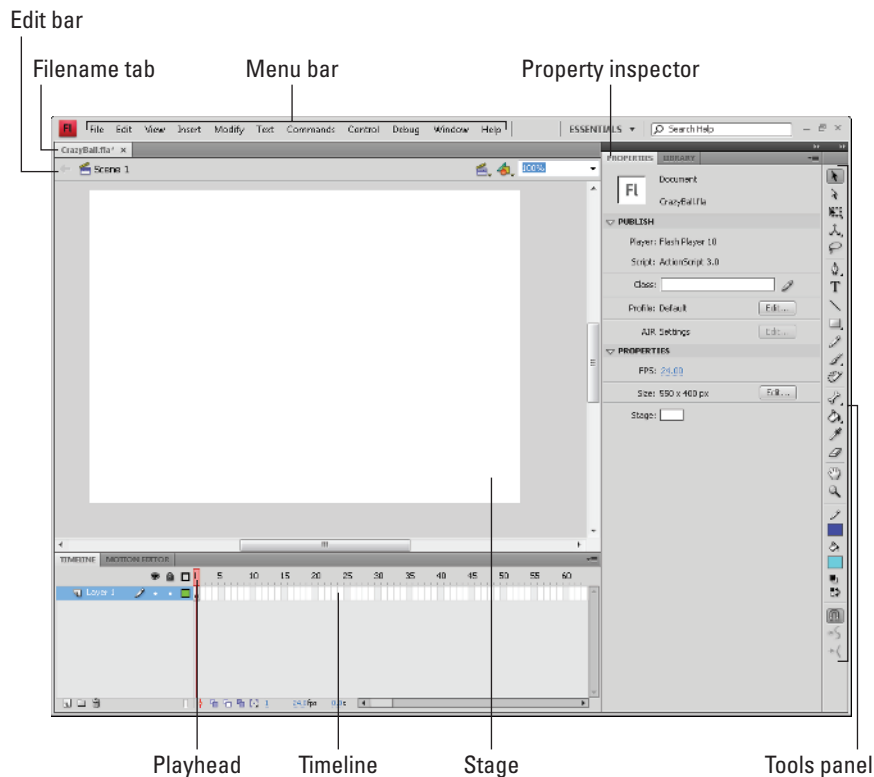 Edit bar
Filename tab
Menu bar
Property inspector
Fl File Edit View Insert Modify Text Commands Control Debug Window Help ESSENTIALS Search Help
CrazyBall.fla* ×
Scene 1 100%
PROPERTIES LIBRARY
Fl
Document
CrazyBall.fla
PUBLISH
Player: Flash Player 10
Script: ActionScript 3.0
Class:
Profile: Default Edit...
AIR Settings Edit...
PROPERTIES
FPS: 24.00
Size: 550 x 400 px Edit...
Stage:
T
TIMELINE MOTION EDITOR
1 5 10 15 20 25 30 35 40 45 50 55 60
Layer 1
1 24.0fps 0.0s
Playhead
Timeline
Stage
Tools panel